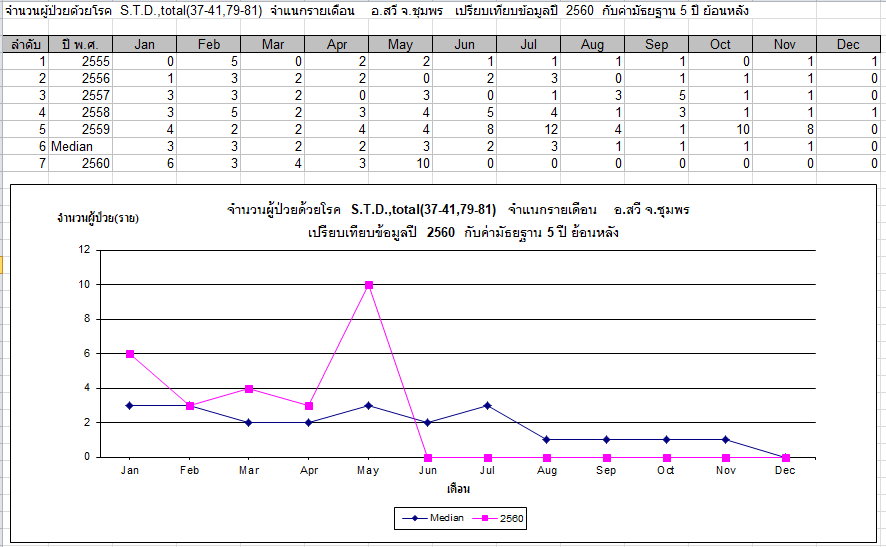 จำนวนผู้ป่วยด้วยโรค S.T.D.,total(37-41,79-81) จำแนกรายเดือน อ.สวี จ.ชุมพร เปรียบเทียบข้อมูลปี 2560 กับค่ามัธยฐาน 5 ปี ย้อนหลัง
ลำดับ ปี พ.ศ. Jan Feb Mar Apr May Jun Jul Aug Sep Oct Nov Dec
1 2555 0 5 0 2 2 1 1 1 1 0 1 1
2 2556 1 3 2 2 0 2 3 0 1 1 1 0
3 2557 3 3 2 0 3 0 1 3 5 1 1 0
4 2558 3 5 2 3 4 5 4 1 3 1 1 1
5 2559 4 2 2 4 4 8 12 4 1 10 8 0
6 Median 3 3 2 2 3 2 3 1 1 1 1 0
7 2560 6 3 4 3 10 0 0 0 0 0 0 0
จำนวนผู้ป่วยด้วยโรค S.T.D.,total(37-41,79-81) จำแนกรายเดือน อ.สวี จ.ชุมพร
เปรียบเทียบข้อมูลปี 2560 กับค่ามัธยฐาน 5 ปี ย้อนหลัง
จำนวนผู้ป่วย(ราย)
12
10
8
6
4
2
0
Jan Feb Mar Apr May Jun Jul Aug Sep Oct Nov Dec
เดือน
Median 2560